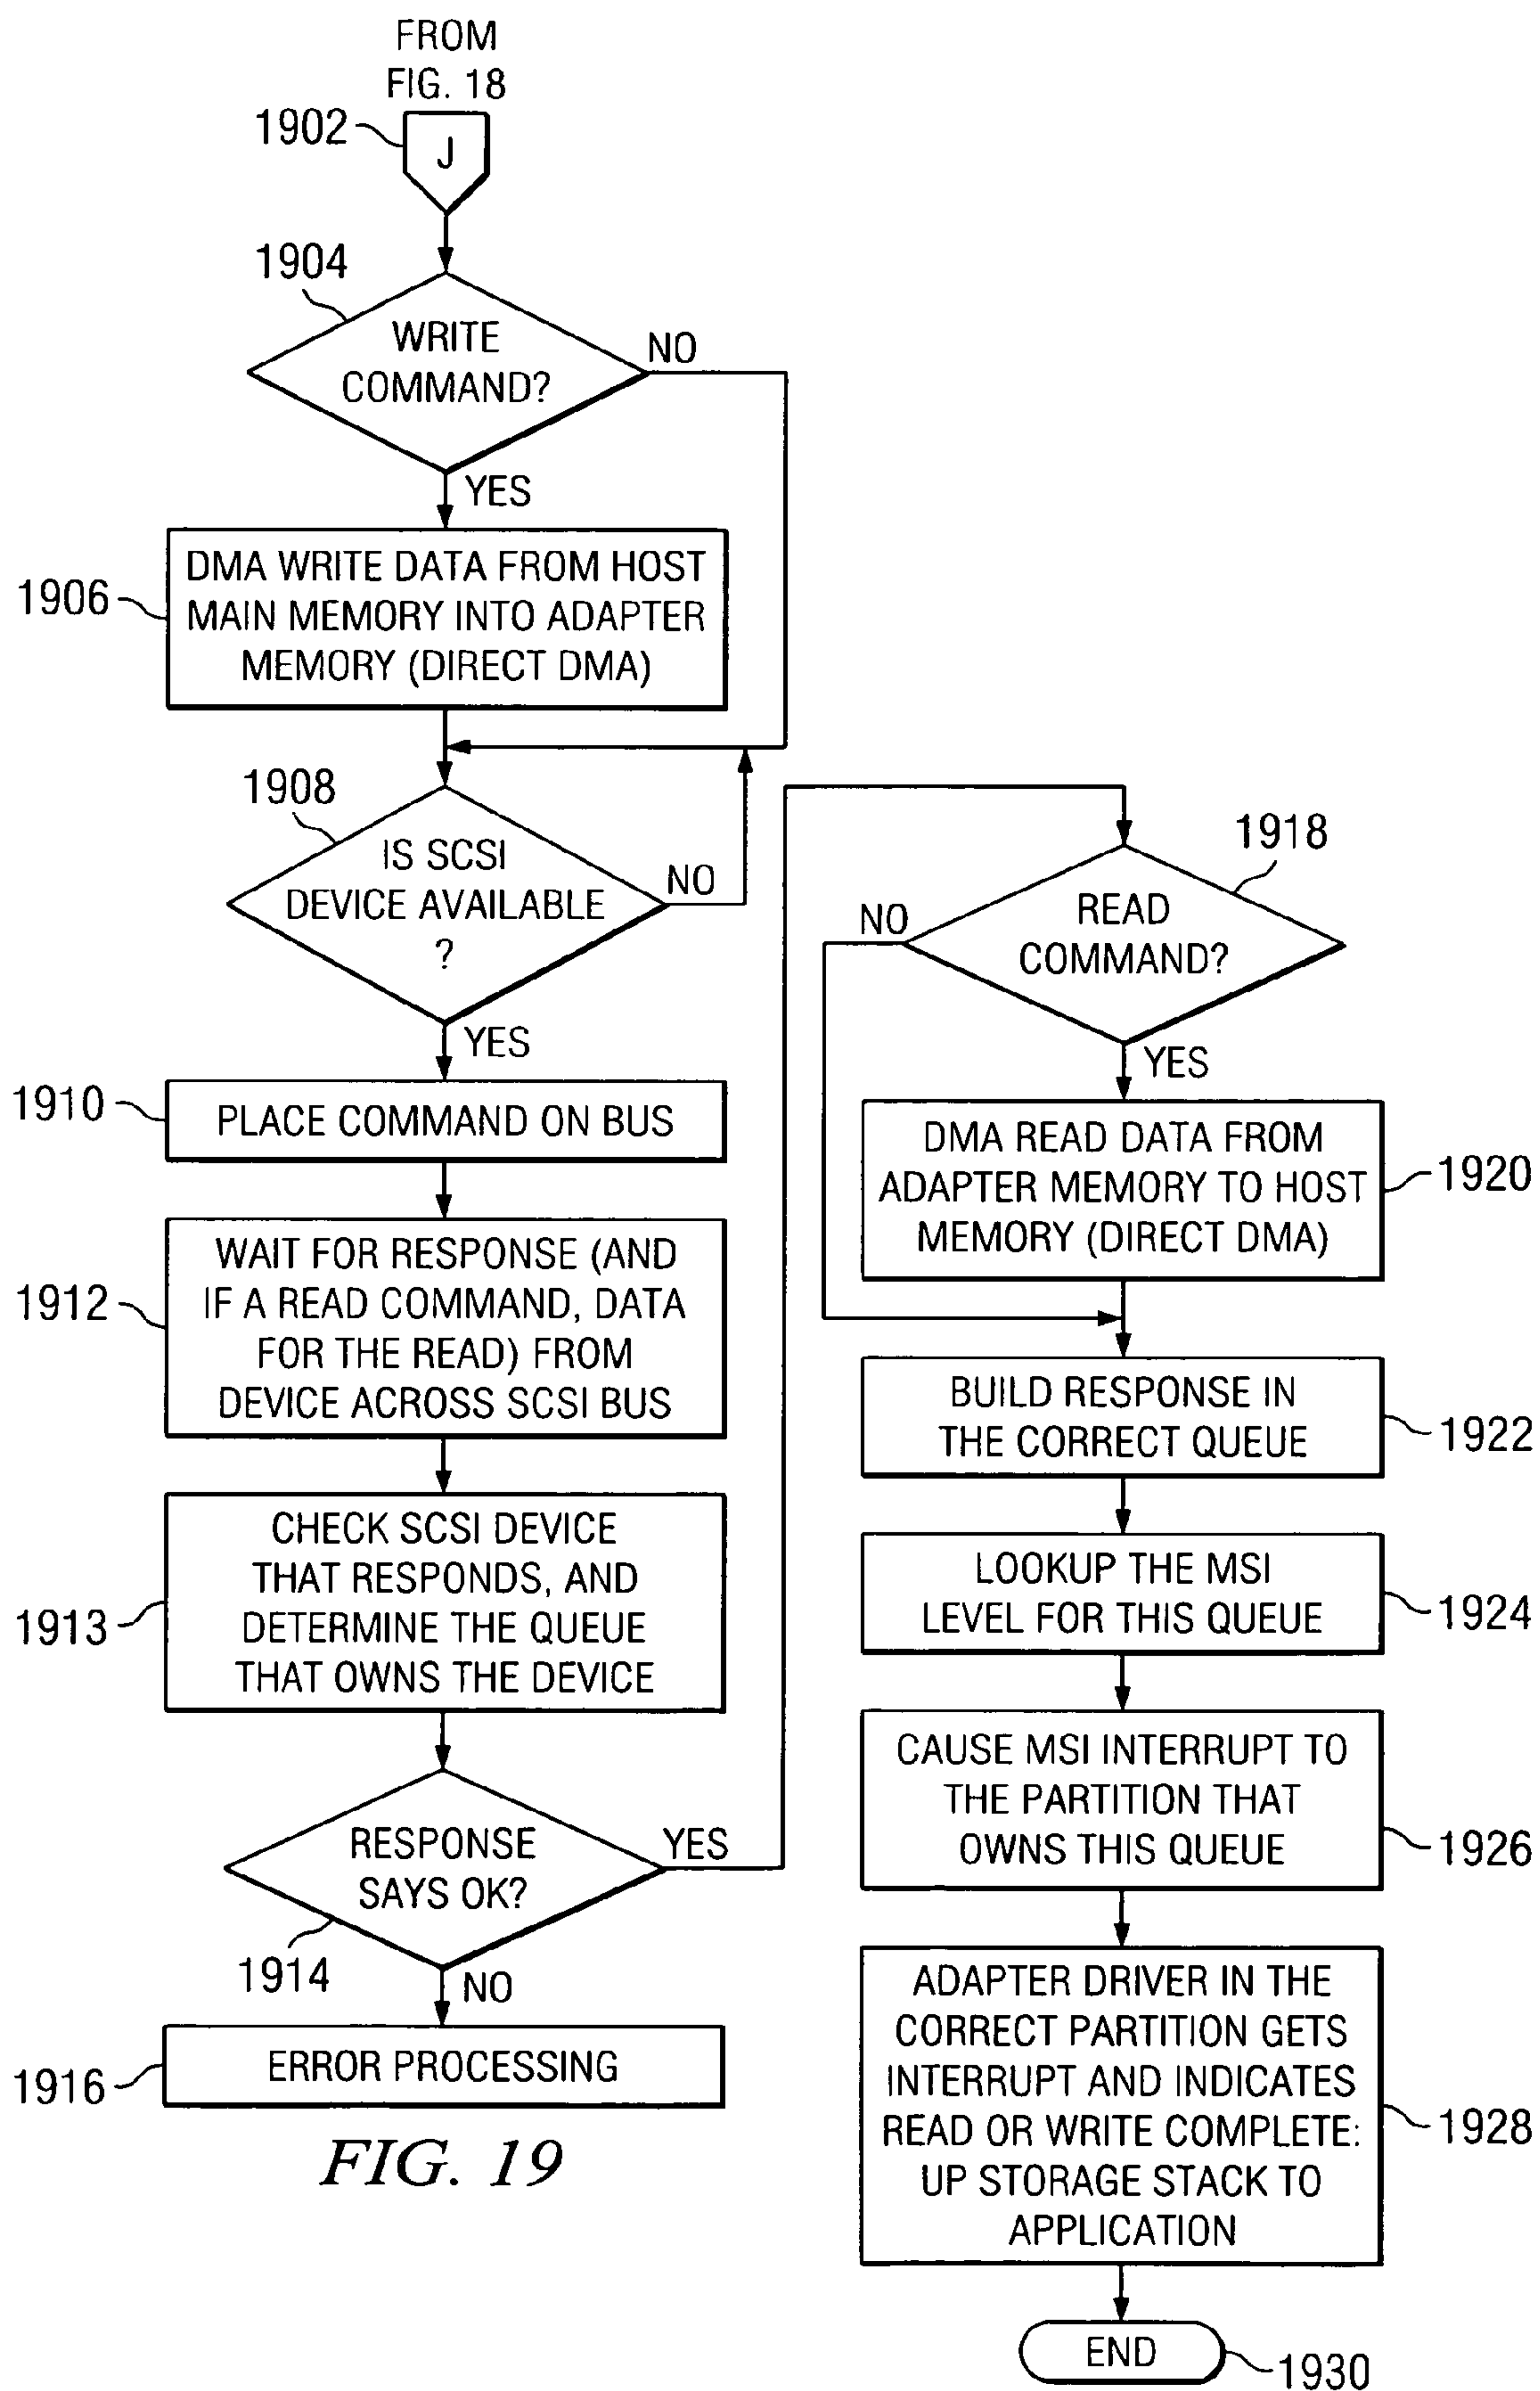 FROM
FIG. 18
1902
J
1904
WRITE
COMMAND?
NO
YES
1906
DMA WRITE DATA FROM HOST
MAIN MEMORY INTO ADAPTER
MEMORY (DIRECT DMA)
1908
IS SCSI
DEVICE AVAILABLE
?
NO
YES
1910
PLACE COMMAND ON BUS
1912
WAIT FOR RESPONSE (AND
IF A READ COMMAND, DATA
FOR THE READ) FROM
DEVICE ACROSS SCSI BUS
1913
CHECK SCSI DEVICE
THAT RESPONDS, AND
DETERMINE THE QUEUE
THAT OWNS THE DEVICE
RESPONSE
SAYS OK?
YES
1914
NO
1916
ERROR PROCESSING
FIG. 19
1918
READ
COMMAND?
NO
YES
DMA READ DATA FROM
ADAPTER MEMORY TO HOST
MEMORY (DIRECT DMA)
1920
BUILD RESPONSE IN
THE CORRECT QUEUE
1922
LOOKUP THE MSI
LEVEL FOR THIS QUEUE
1924
CAUSE MSI INTERRUPT TO
THE PARTITION THAT
OWNS THIS QUEUE
1926
ADAPTER DRIVER IN THE
CORRECT PARTITION GETS
INTERRUPT AND INDICATES
READ OR WRITE COMPLETE:
UP STORAGE STACK TO
APPLICATION
1928
END
1930